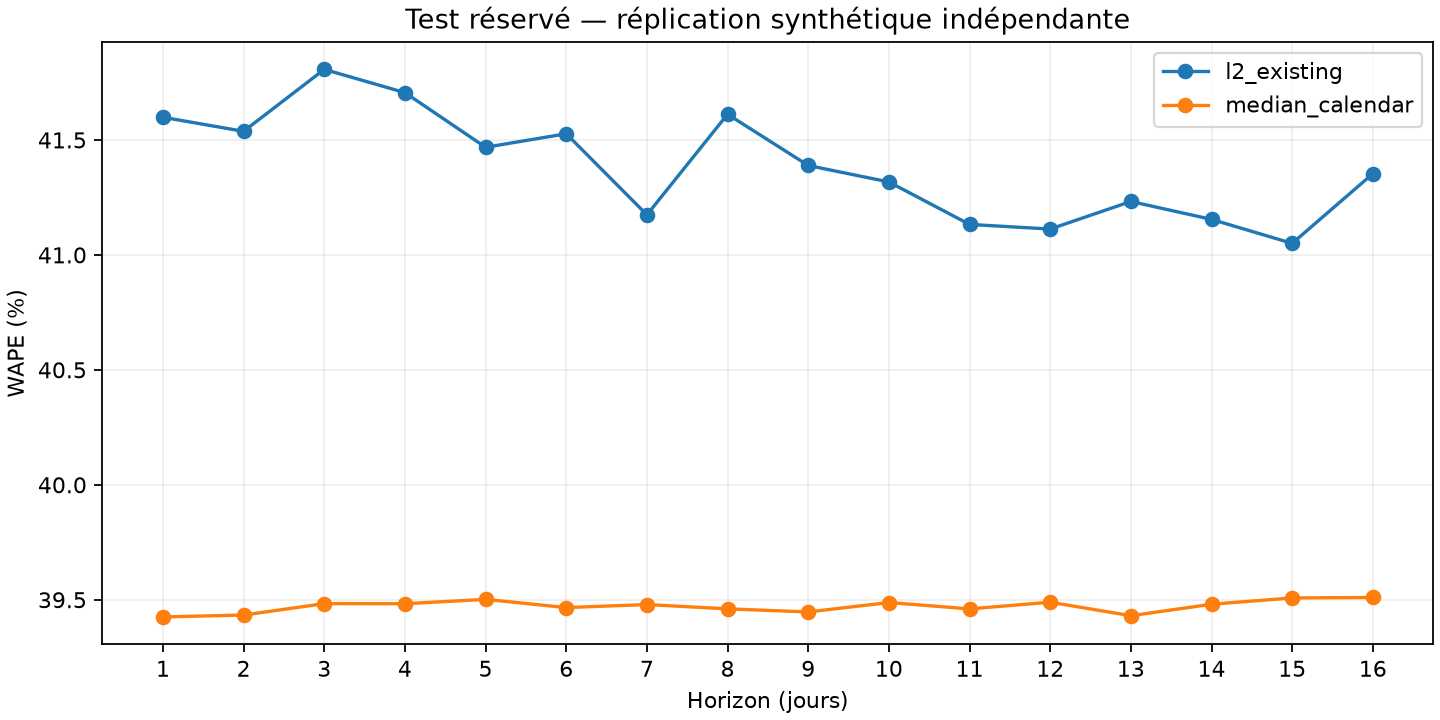 Test réservé — réplication synthétique indépendante
l2_existing
median_calendar
WAPE (%)
41.5
41.0
40.5
40.0
39.5
1 2 3 4 5 6 7 8 9 10 11 12 13 14 15 16
Horizon (jours)